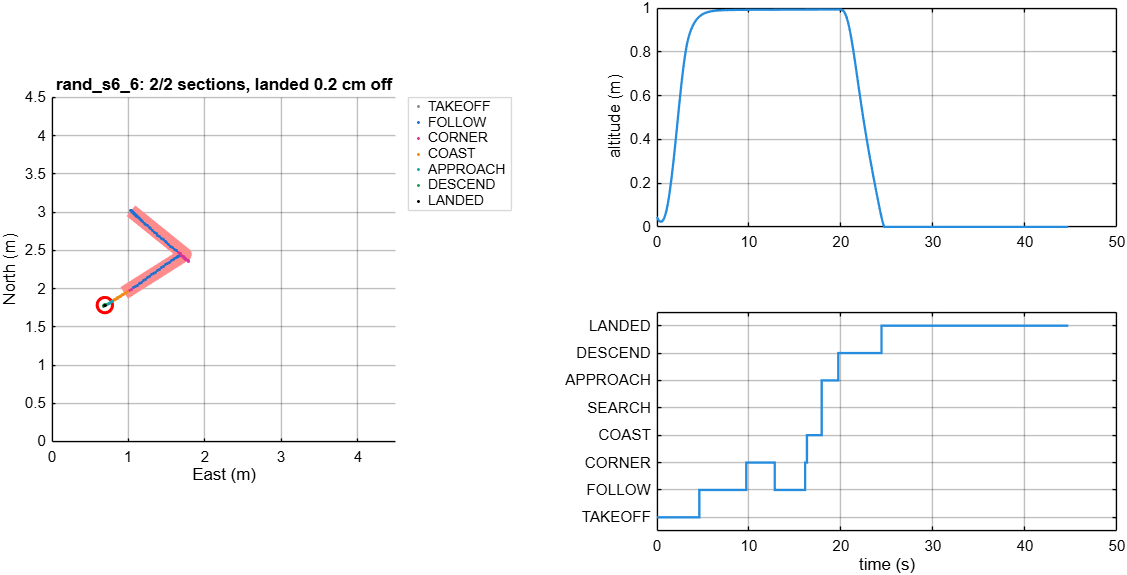 rand_s6_6: 2/2 sections, landed 0.2 cm off
4.5
4
3.5
3
2.5
2
1.5
1
0.5
0
0
1
2
3
4
North (m)
East (m)
TAKEOFF
FOLLOW
CORNER
COAST
APPROACH
DESCEND
LANDED
1
0.8
0.6
0.4
0.2
0
altitude (m)
0
10
20
30
40
50
LANDED
DESCEND
APPROACH
SEARCH
COAST
CORNER
FOLLOW
TAKEOFF
0
10
20
30
40
50
time (s)